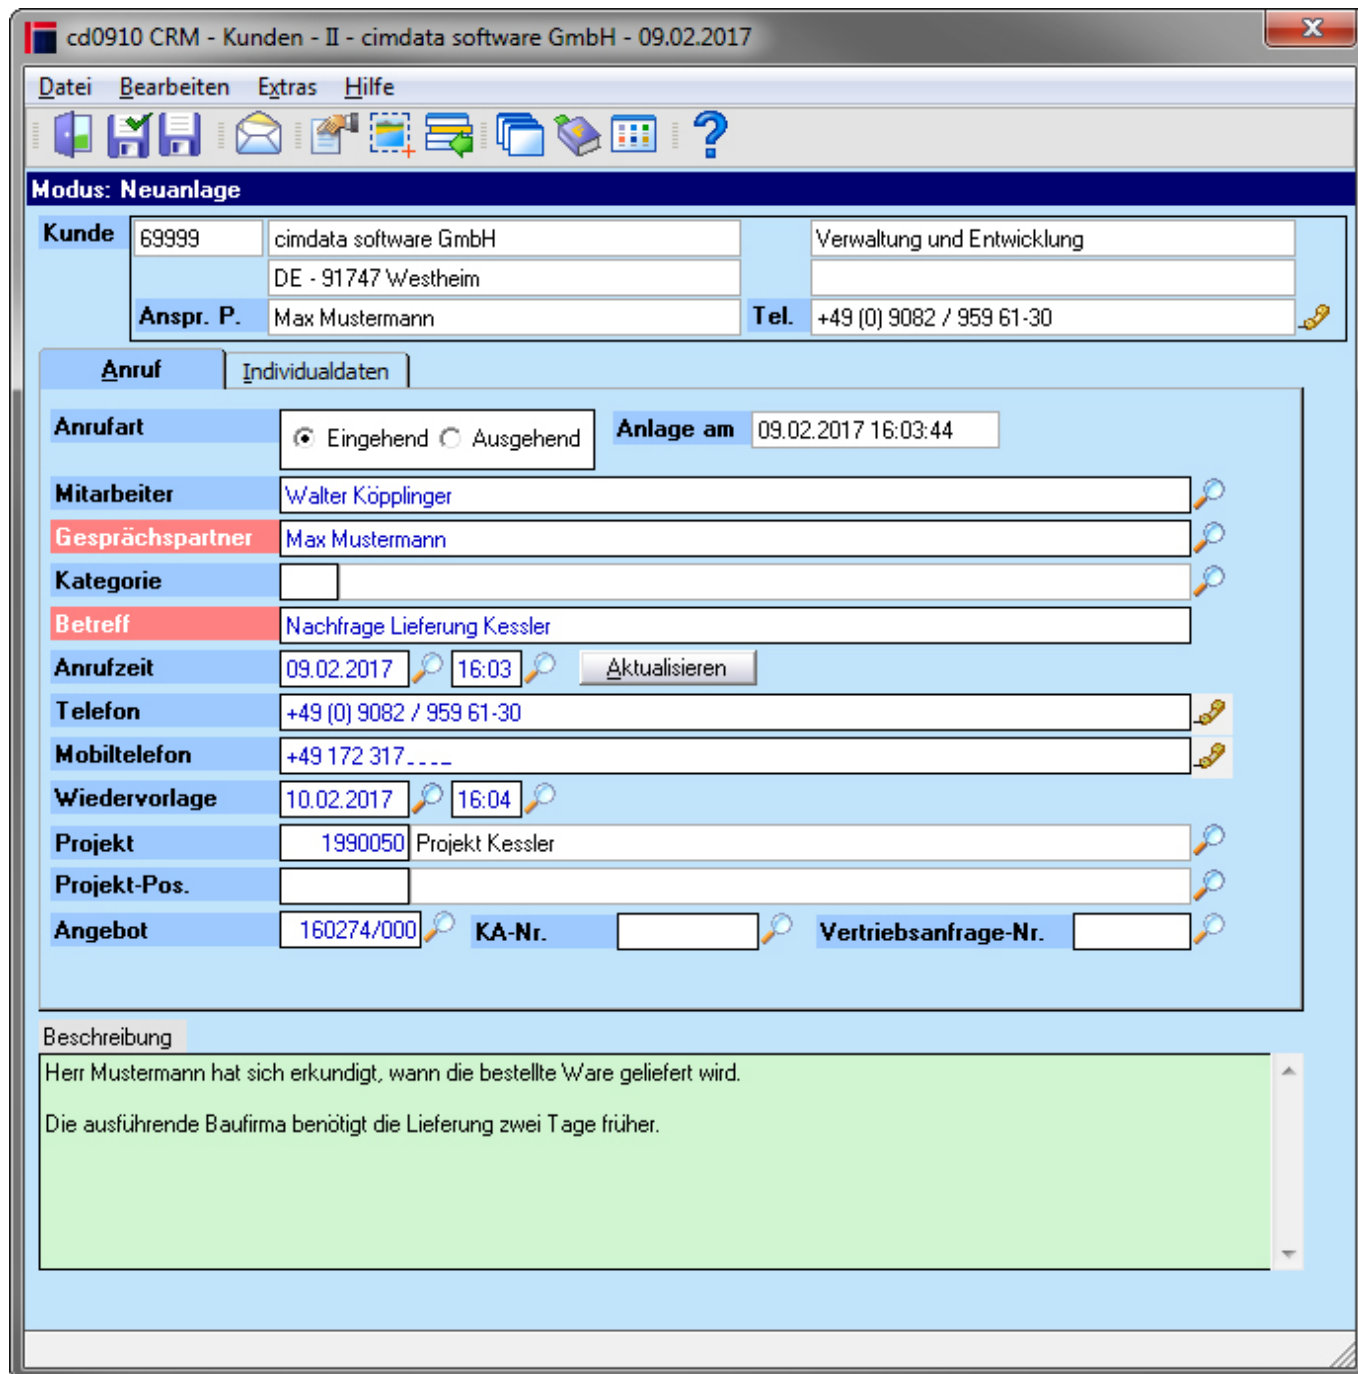 cd0910 CRM - Kunden - II - cimdata software GmbH - 09.02.2017
X
Datei Bearbeiten Extras Hilfe
?
Modus: Neuanlage
Kunde 69999 cimdata software GmbH Verwaltung und Entwicklung
DE - 91747 Westheim
Anspr. P. Max Mustermann Tel. +49 (0) 9082 / 959 61-30
Anruf Individualdaten
Anrufart Eingehend Ausgehend Anlage am 09.02.2017 16:03:44
Mitarbeiter Walter Köpplinger
Gesprächspartner Max Mustermann
Kategorie
Betreff Nachfrage Lieferung Kessler
Anrufzeit 09.02.2017 16:03 Aktualisieren
Telefon +49 (0) 9082 / 959 61-30
Mobiltelefon +49 172 317_ _ _ _
Wiedervorlage 10.02.2017 16:04
Projekt 1990050 Projekt Kessler
Projekt-Pos.
Angebot 160274/000 KA-Nr. Vertriebsanfrage-Nr.
Beschreibung
Herr Mustermann hat sich erkundigt, wann die bestellte Ware geliefert wird.
Die ausführende Baufirma benötigt die Lieferung zwei Tage früher.